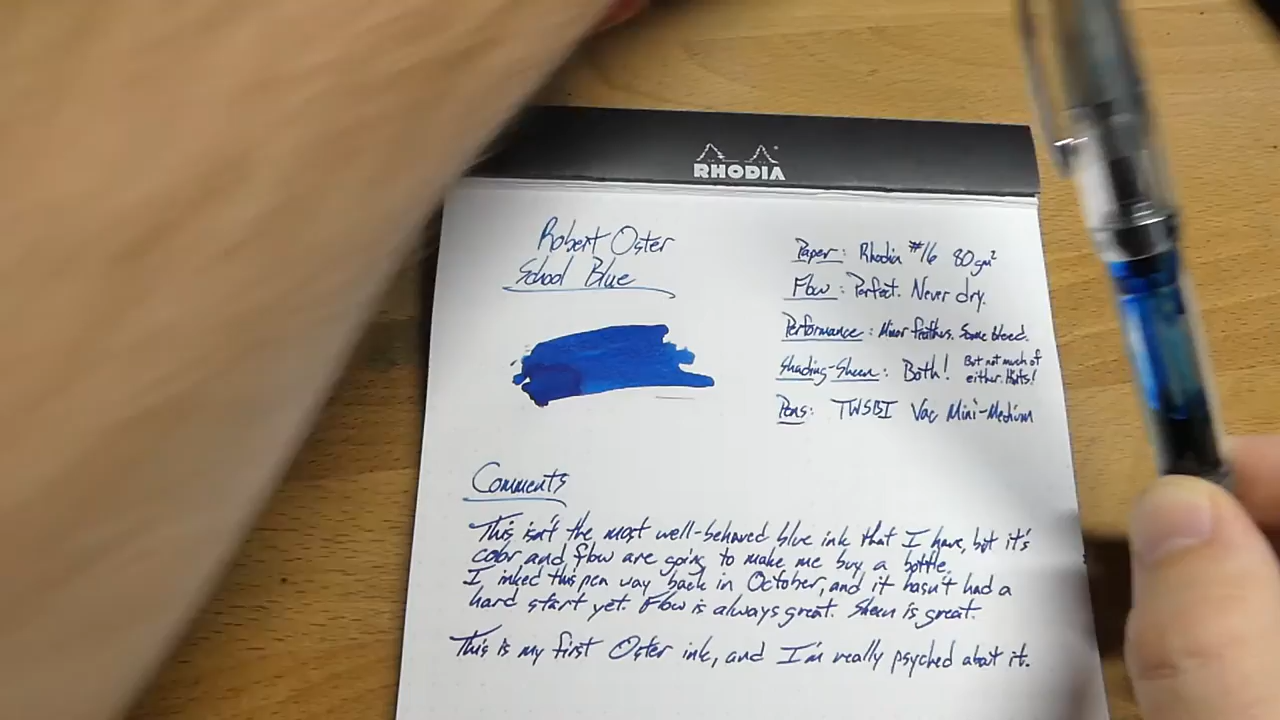 RHODIA
Robert Oster
School Blue
Paper: Rhodia #16 80gm²
Flow: Perfect. Never dry.
Performance: Minor feathers. Some bleed.
Shading-Sheen: Both! But not much of
either. Hints!
Pens: TWSBI Vac Mini-Medium
Comments
This isn't the most well-behaved blue ink that I have, but it's
color and flow are going to make me buy a bottle.
I inked this pen way back in October, and it hasn't had a
hard start yet. Flow is always great. Sheen is great.
This is my first Oster ink, and I'm really psyched about it.